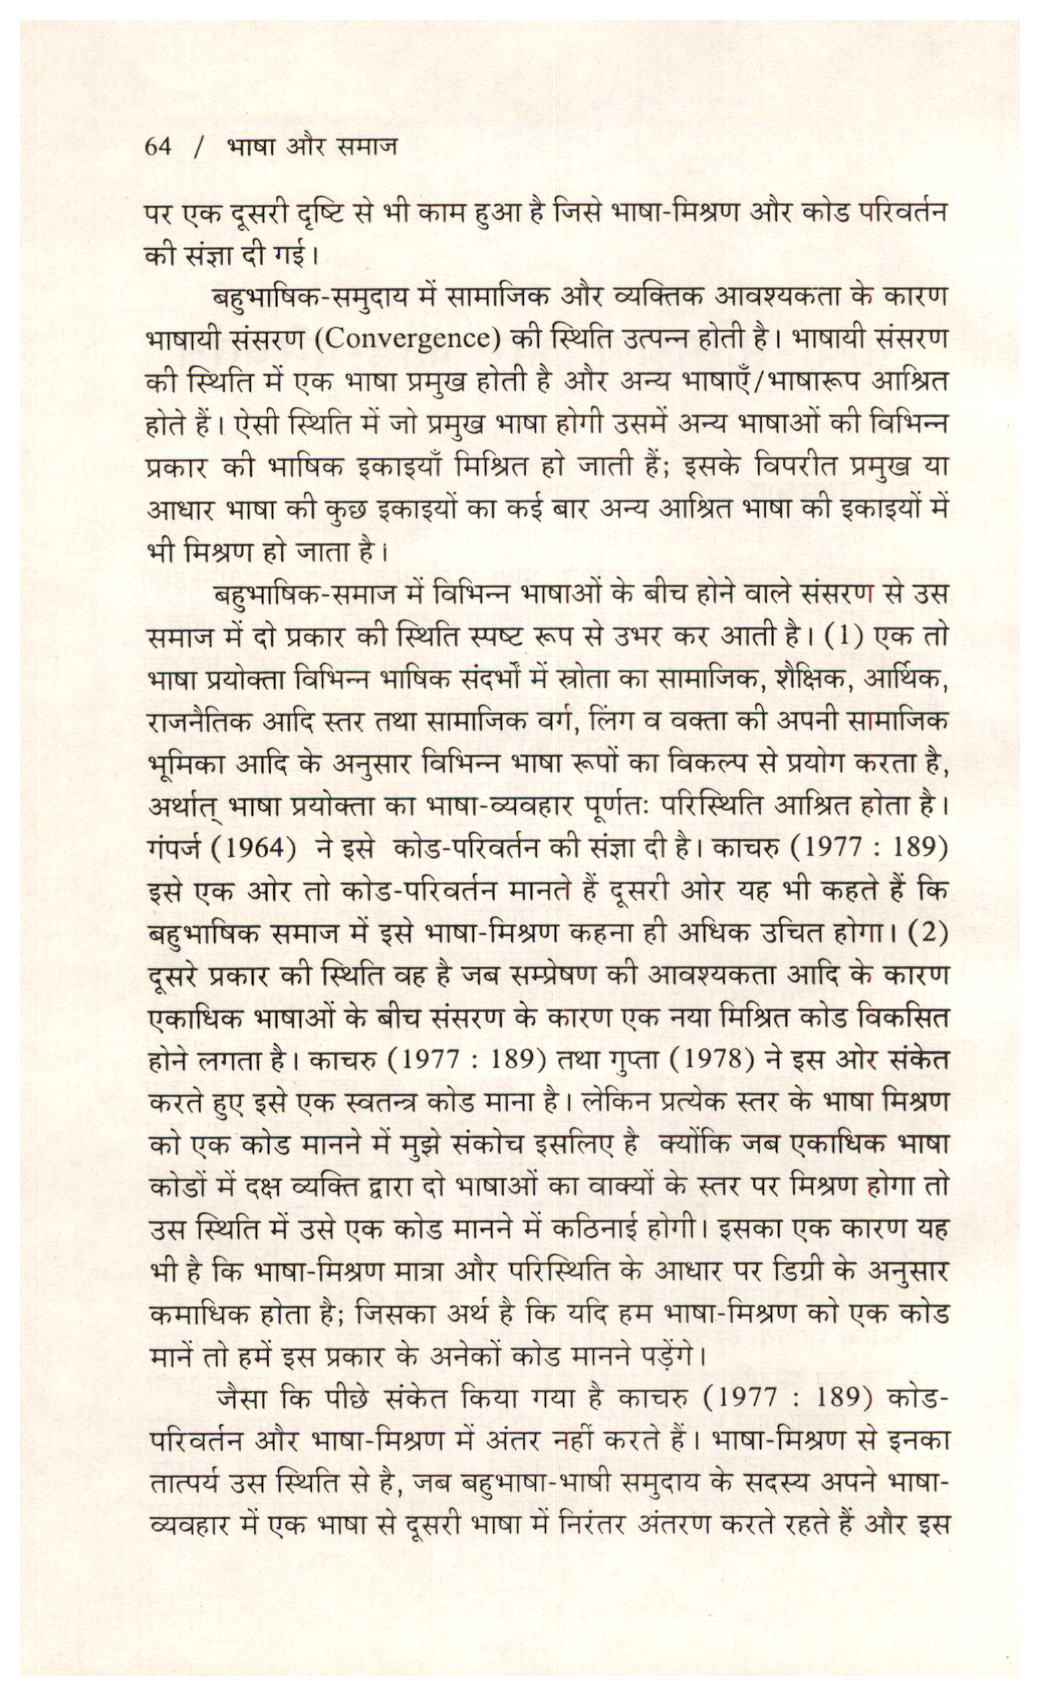 64 / भाषा और समाज
पर एक दूसरी दृष्टि से भी काम हुआ है जिसे भाषा-मिश्रण और कोड परिवर्तन
की संज्ञा दी गई।
बहुभाषिक-समुदाय में सामाजिक और व्यक्तिक आवश्यकता के कारण
भाषायी संसरण (Convergence) की स्थिति उत्पन्न होती है। भाषायी संसरण
की स्थिति में एक भाषा प्रमुख होती है और अन्य भाषाएँ/भाषारूप आश्रित
होते हैं। ऐसी स्थिति में जो प्रमुख भाषा होगी उसमें अन्य भाषाओं की विभिन्न
प्रकार की भाषिक इकाइयाँ मिश्रित हो जाती हैं; इसके विपरीत प्रमुख या
आधार भाषा की कुछ इकाइयों का कई बार अन्य आश्रित भाषा की इकाइयों में
भी मिश्रण हो जाता है।
बहुभाषिक-समाज में विभिन्न भाषाओं के बीच होने वाले संसरण से उस
समाज में दो प्रकार की स्थिति स्पष्ट रूप से उभर कर आती है। (1) एक तो
भाषा प्रयोक्ता विभिन्न भाषिक संदर्भों में स्रोता का सामाजिक, शैक्षिक, आर्थिक,
राजनैतिक आदि स्तर तथा सामाजिक वर्ग, लिंग व वक्ता की अपनी सामाजिक
भूमिका आदि के अनुसार विभिन्न भाषा रूपों का विकल्प से प्रयोग करता है,
अर्थात् भाषा प्रयोक्ता का भाषा-व्यवहार पूर्णतः परिस्थिति आश्रित होता है।
गंपर्ज (1964) ने इसे कोड-परिवर्तन की संज्ञा दी है। काचरु (1977 : 189)
इसे एक ओर तो कोड-परिवर्तन मानते हैं दूसरी ओर यह भी कहते हैं कि
बहुभाषिक समाज में इसे भाषा-मिश्रण कहना ही अधिक उचित होगा। (2)
दूसरे प्रकार की स्थिति वह है जब सम्प्रेषण की आवश्यकता आदि के कारण
एकाधिक भाषाओं के बीच संसरण के कारण एक नया मिश्रित कोड विकसित
होने लगता है। काचरु (1977 : 189) तथा गुप्ता (1978) ने इस ओर संकेत
करते हुए इसे एक स्वतन्त्र कोड माना है। लेकिन प्रत्येक स्तर के भाषा मिश्रण
को एक कोड मानने में मुझे संकोच इसलिए है क्योंकि जब एकाधिक भाषा
कोडों में दक्ष व्यक्ति द्वारा दो भाषाओं का वाक्यों के स्तर पर मिश्रण होगा तो
उस स्थिति में उसे एक कोड मानने में कठिनाई होगी। इसका एक कारण यह
भी है कि भाषा-मिश्रण मात्रा और परिस्थिति के आधार पर डिग्री के अनुसार
कमाधिक होता है; जिसका अर्थ है कि यदि हम भाषा-मिश्रण को एक कोड
मानें तो हमें इस प्रकार के अनेकों कोड मानने पड़ेंगे।
जैसा कि पीछे संकेत किया गया है काचरु (1977 : 189) कोड-
परिवर्तन और भाषा-मिश्रण में अंतर नहीं करते हैं। भाषा-मिश्रण से इनका
तात्पर्य उस स्थिति से है, जब बहुभाषा-भाषी समुदाय के सदस्य अपने भाषा-
व्यवहार में एक भाषा से दूसरी भाषा में निरंतर अंतरण करते रहते हैं और इस